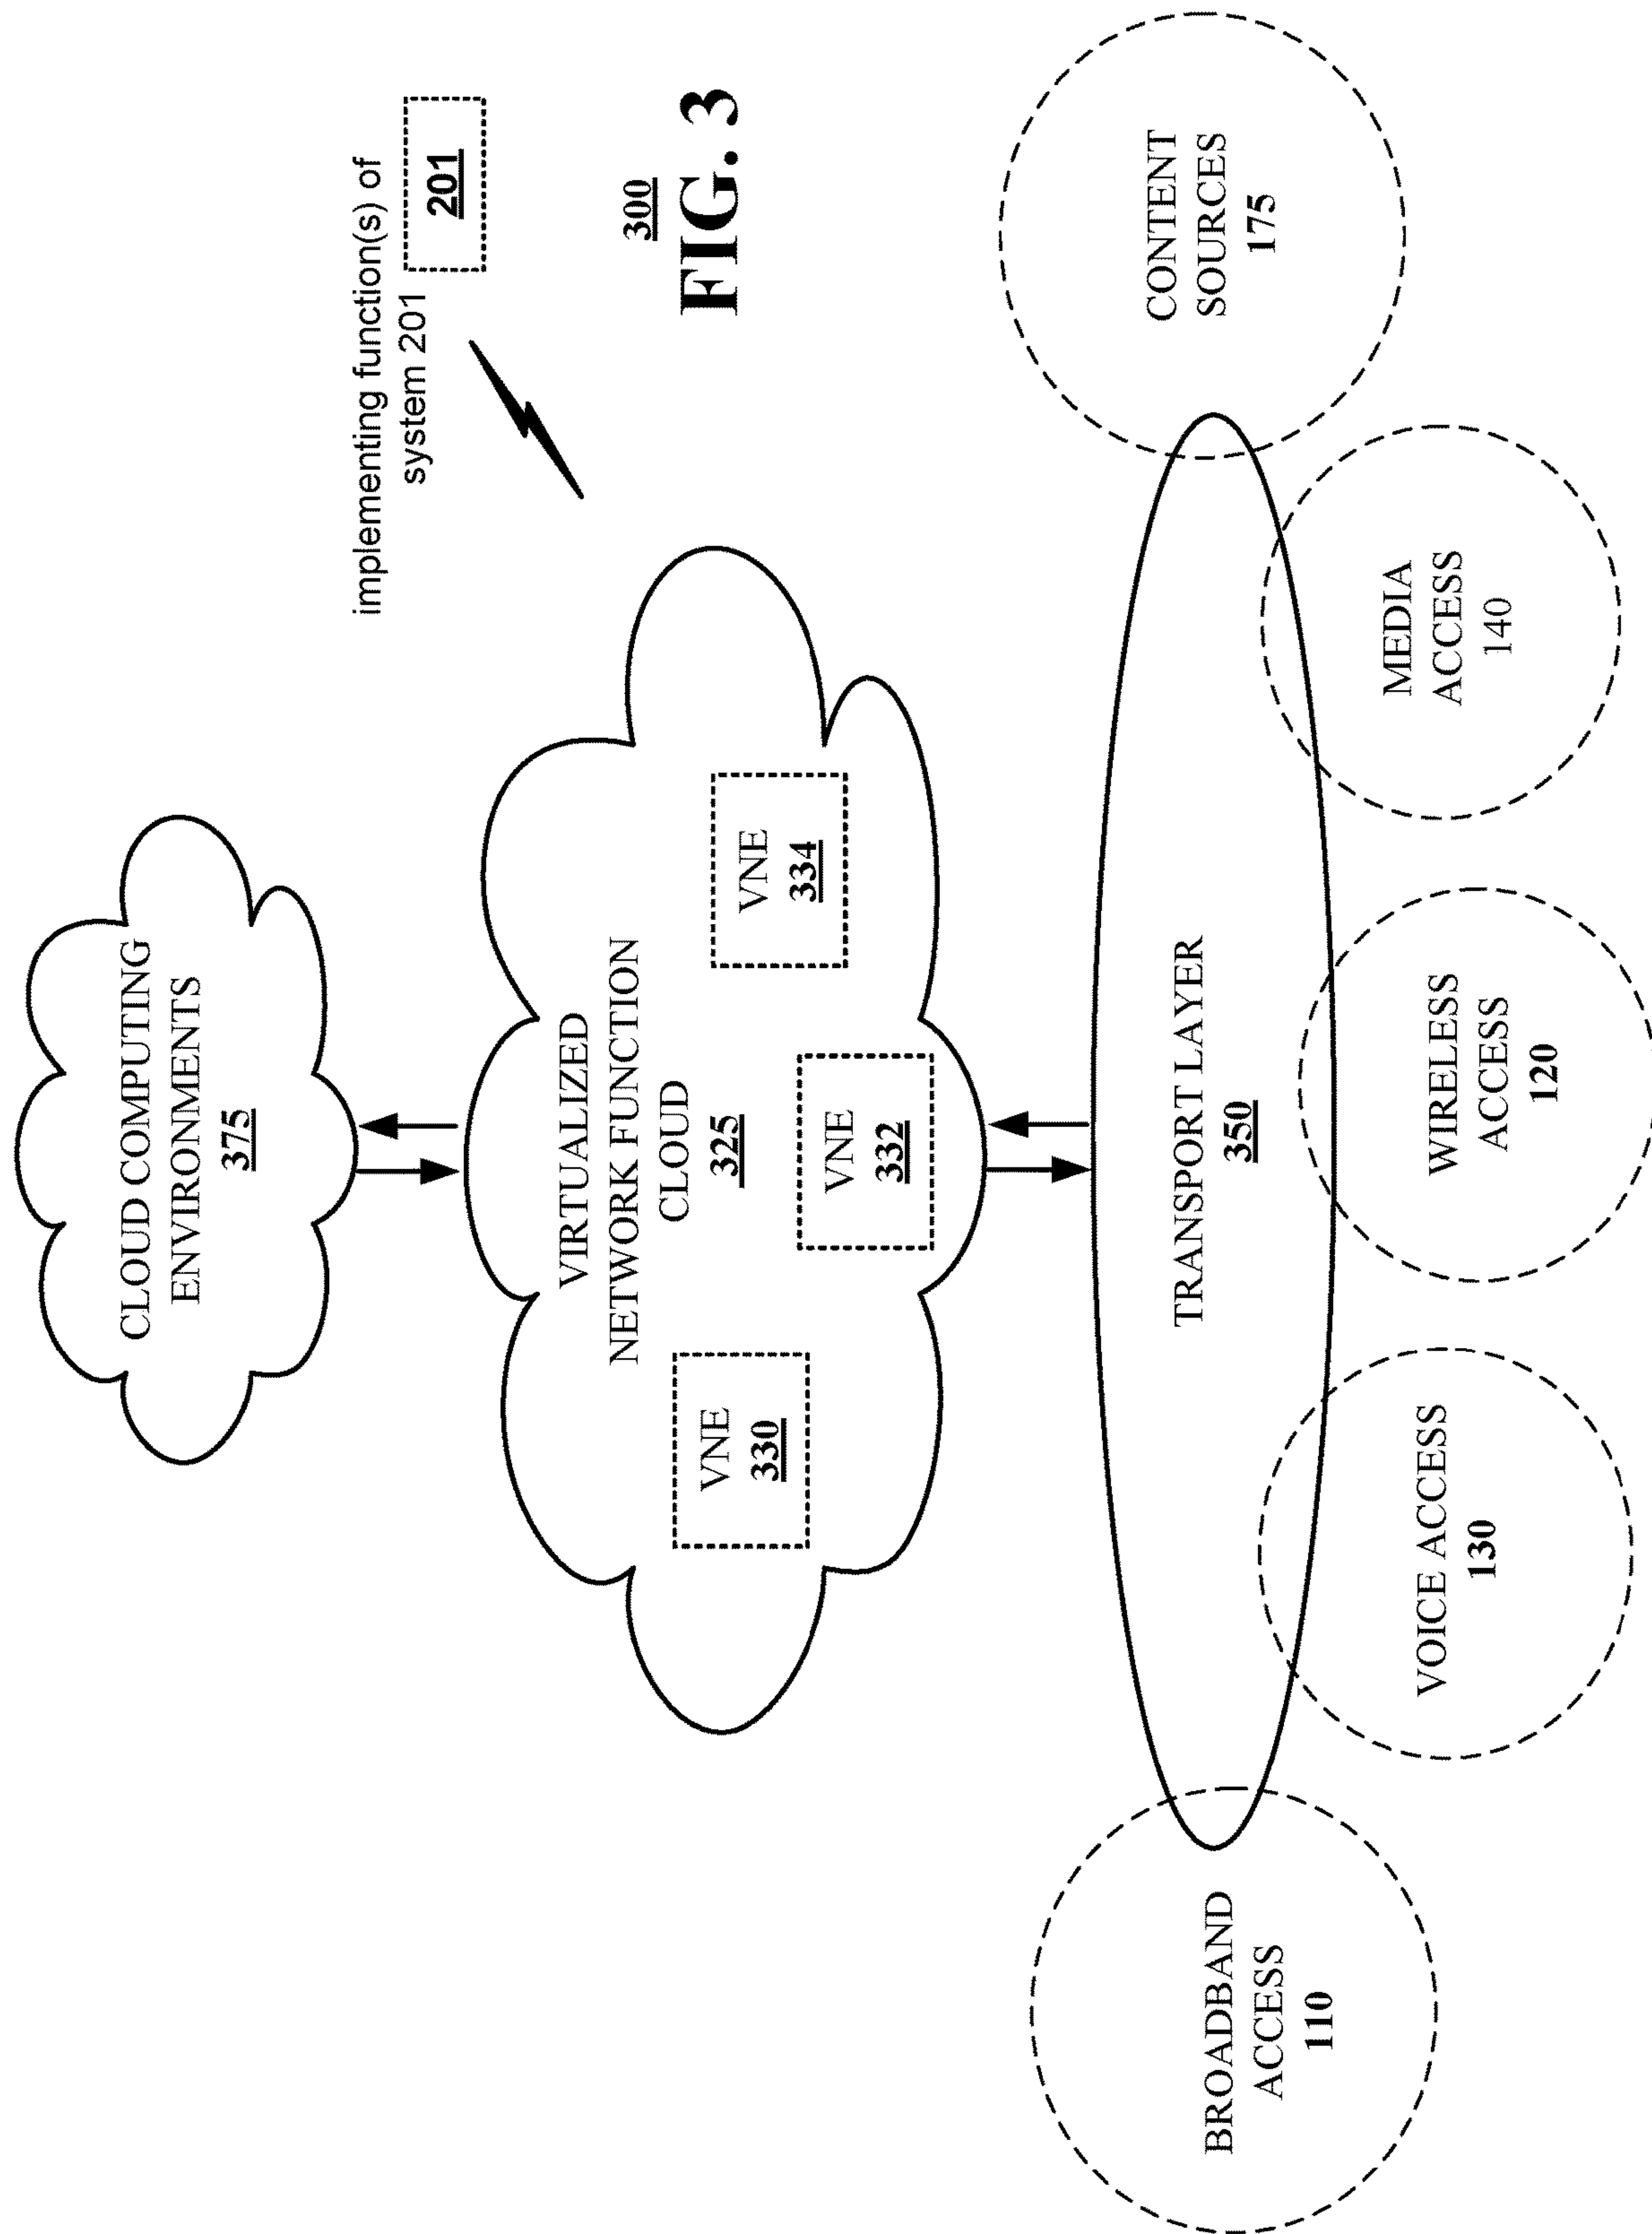 CLOUD COMPUTING
ENVIRONMENTS
375
implementing function(s) of
system 201
201
VIRTUALIZED
NETWORK FUNCTION
CLOUD
325
VNE
330
VNE
332
VNE
334
300
FIG. 3
TRANSPORT LAYER
350
BROADBAND
ACCESS
110
VOICE ACCESS
130
WIRELESS
ACCESS
120
MEDIA
ACCESS
140
CONTENT
SOURCES
175